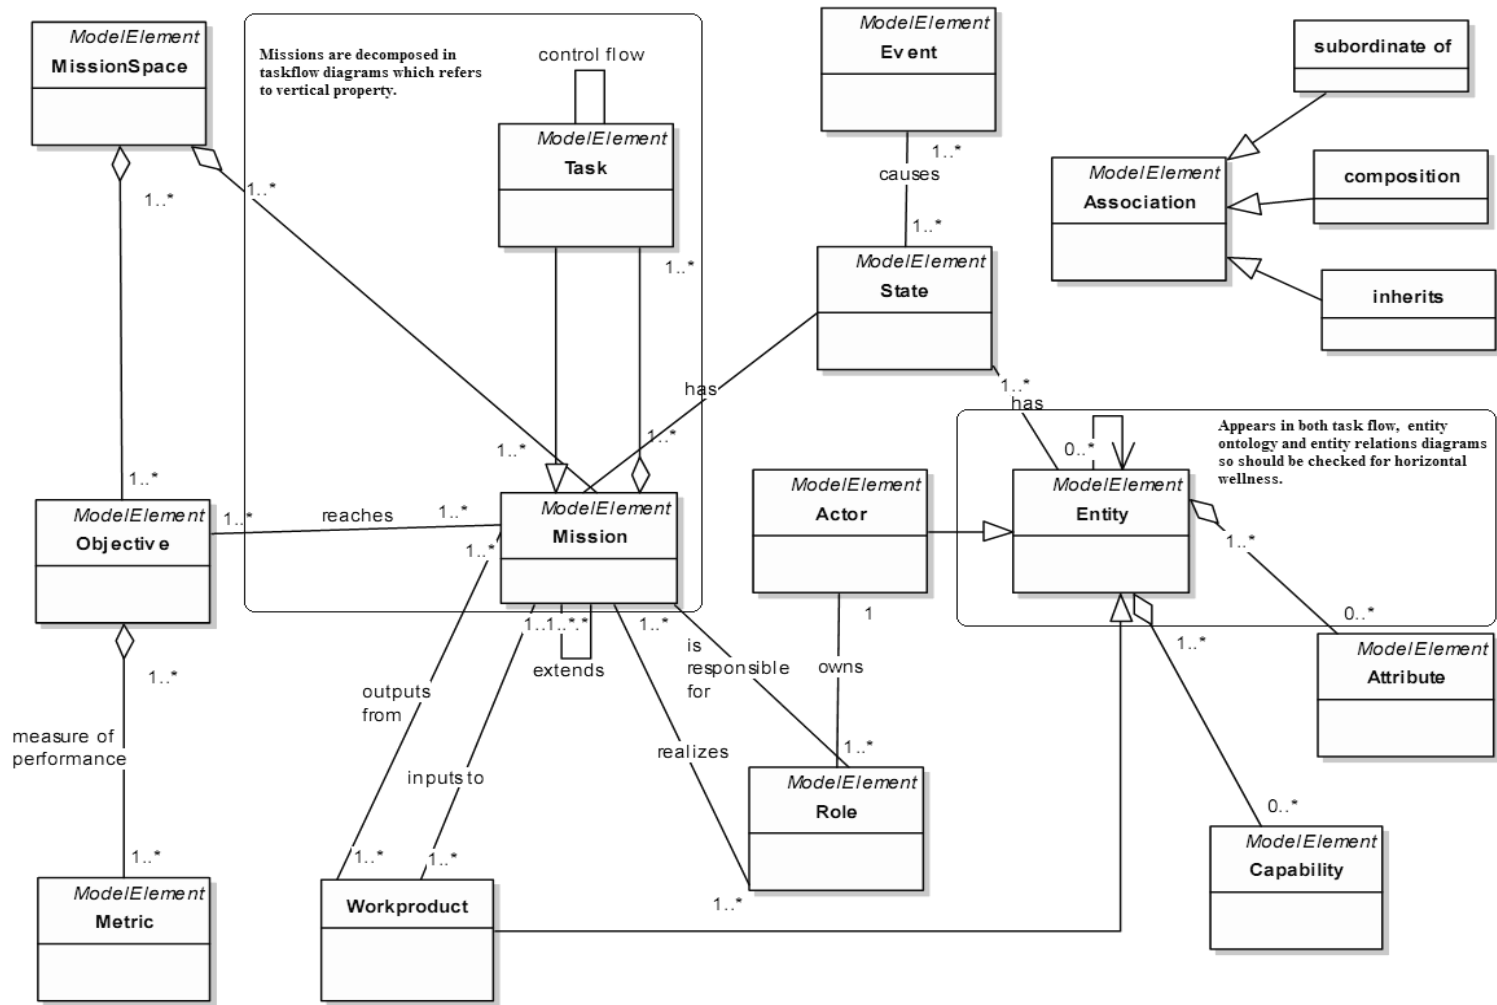 ModelElement
MissionSpace
Missions are decomposed in
taskflow diagrams which refers
to vertical property.
control flow
ModelElement
Task
ModelElement
Event
subordinate of
composition
inherits
ModelElement
Association
1..*
causes
1..*
1..*
1..*
1..*
ModelElement
State
has
1..*
has
Appears in both task flow, entity
ontology and entity relations diagrams
so should be checked for horizontal
wellness.
0..*
1..*
1..*
1..*
ModelElement
Objective
1..*
reaches
1..*
1..*
ModelElement
Mission
ModelElement
Actor
ModelElement
Entity
1..*
0..*
1..*
1..
1..*
.*
1..*
extends
is
responsible
for
1
owns
1..*
ModelElement
Attribute
1..*
measure of
performance
outputs
from
inputs to
realizes
1..*
0..*
1..*
1..*
1..*
1..*
ModelElement
Metric
Workproduct
ModelElement
Role
ModelElement
Capability